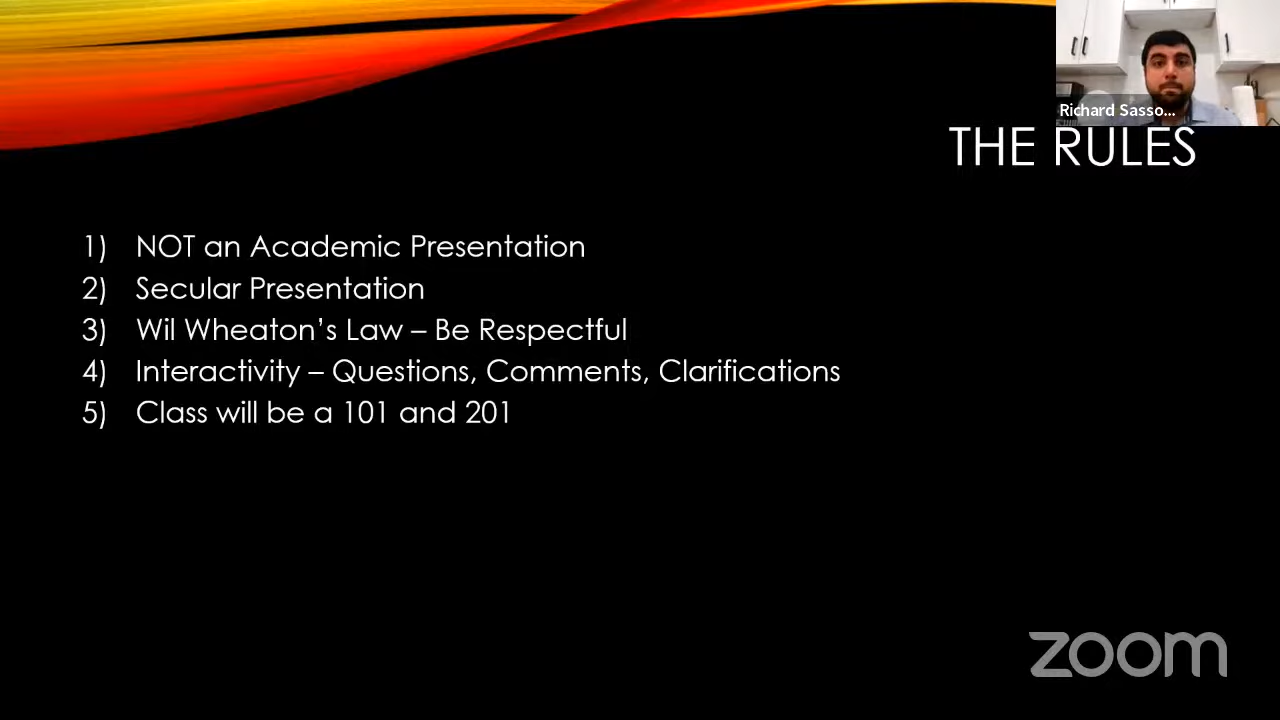 Richard Sasso...
THE RULES
1) NOT an Academic Presentation
2) Secular Presentation
3) Wil Wheaton’s Law – Be Respectful
4) Interactivity – Questions, Comments, Clarifications
5) Class will be a 101 and 201
zoom